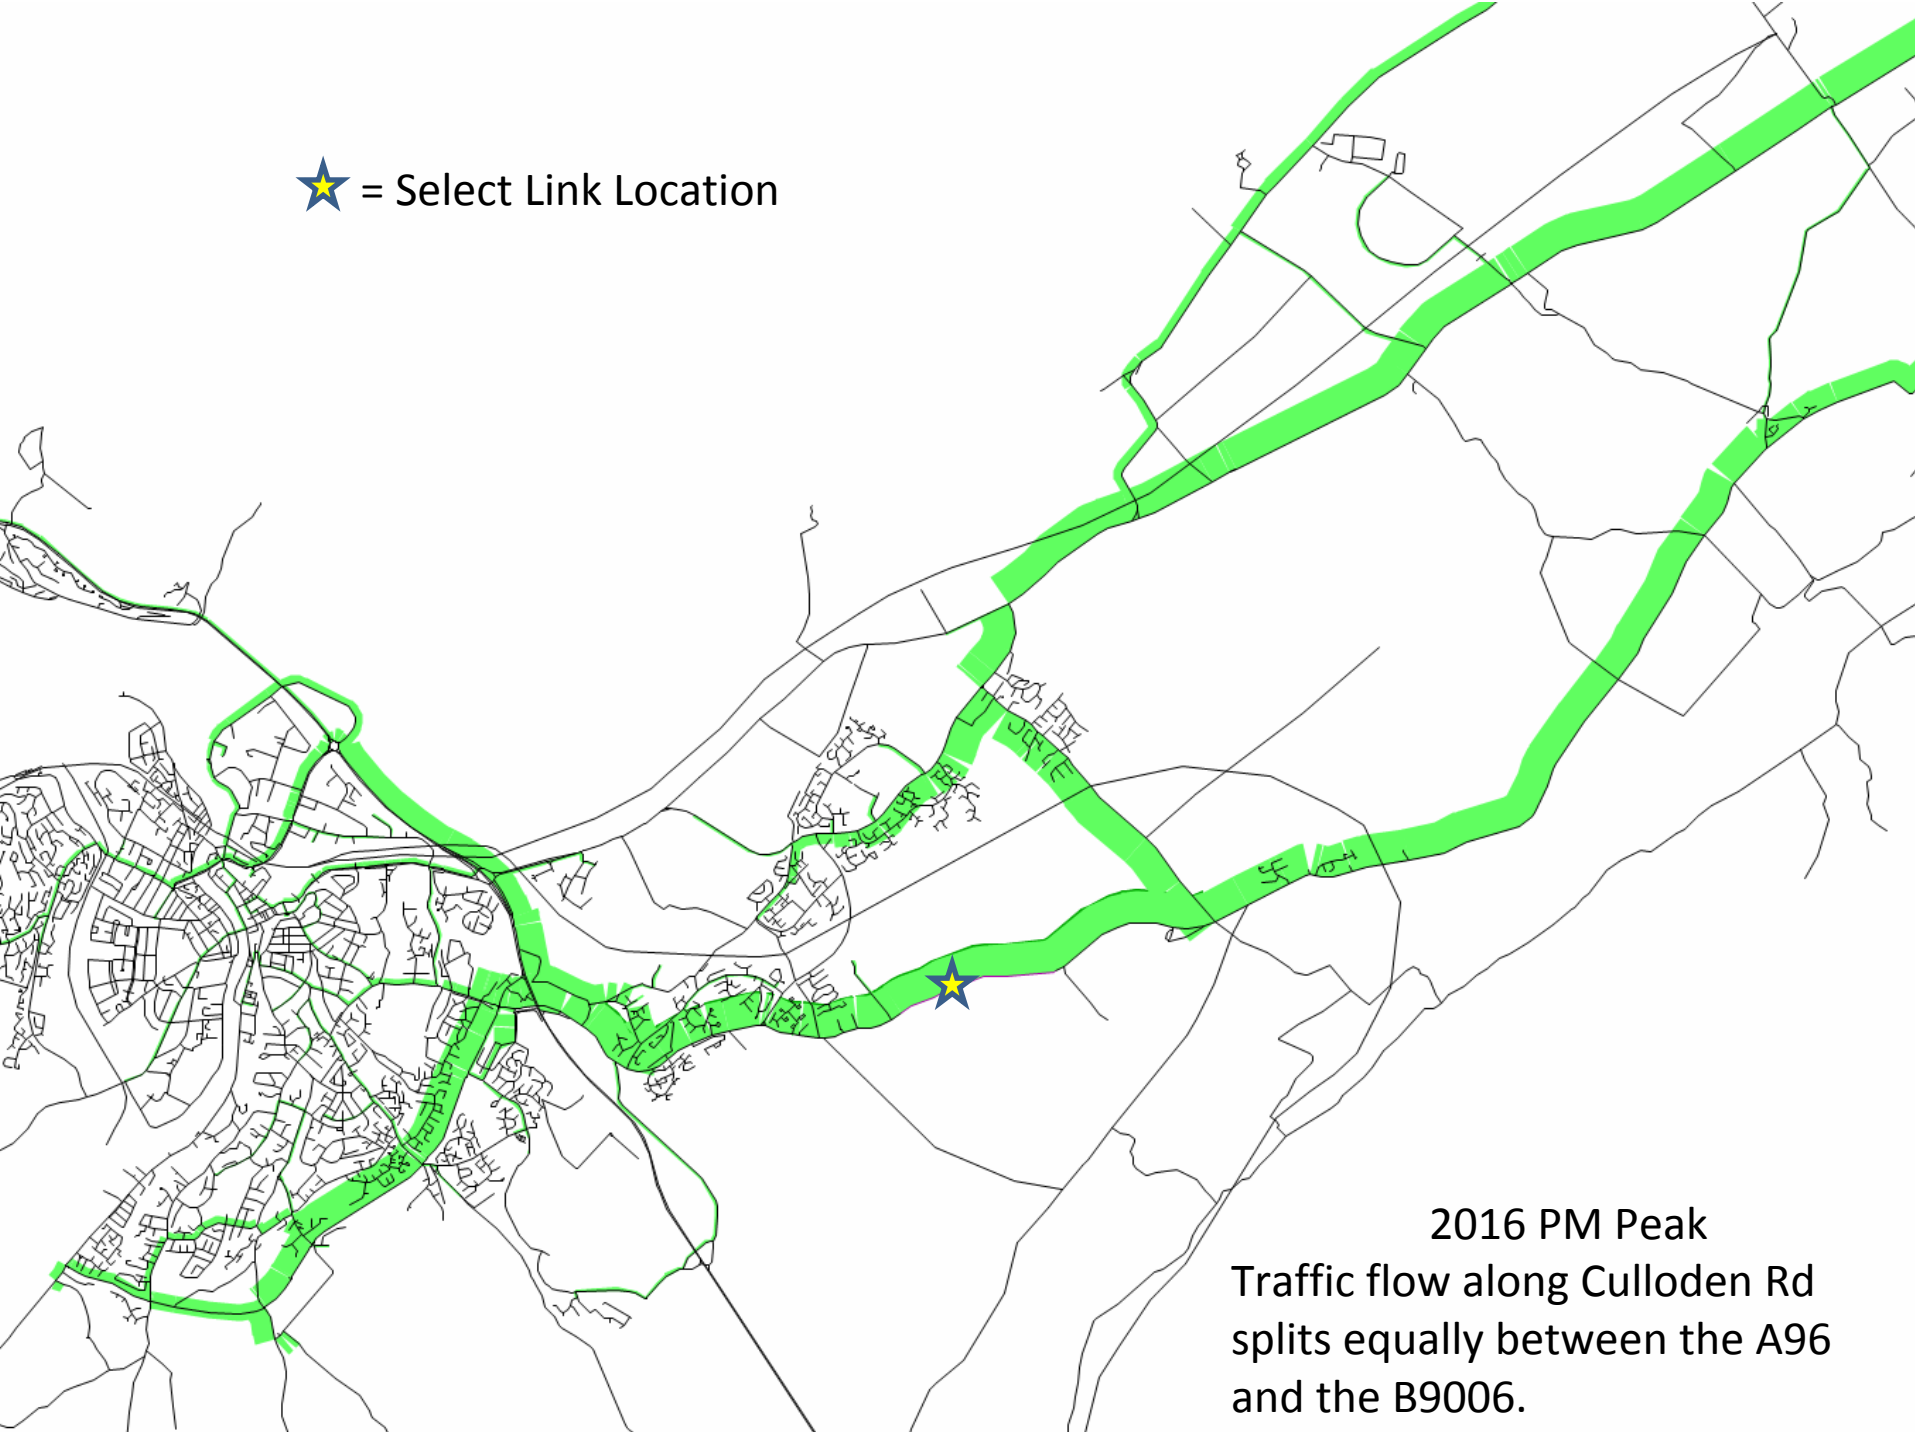 = Select Link Location
2016 PM Peak
Traffic flow along Culloden Rd
splits equally between the A96
and the B9006.